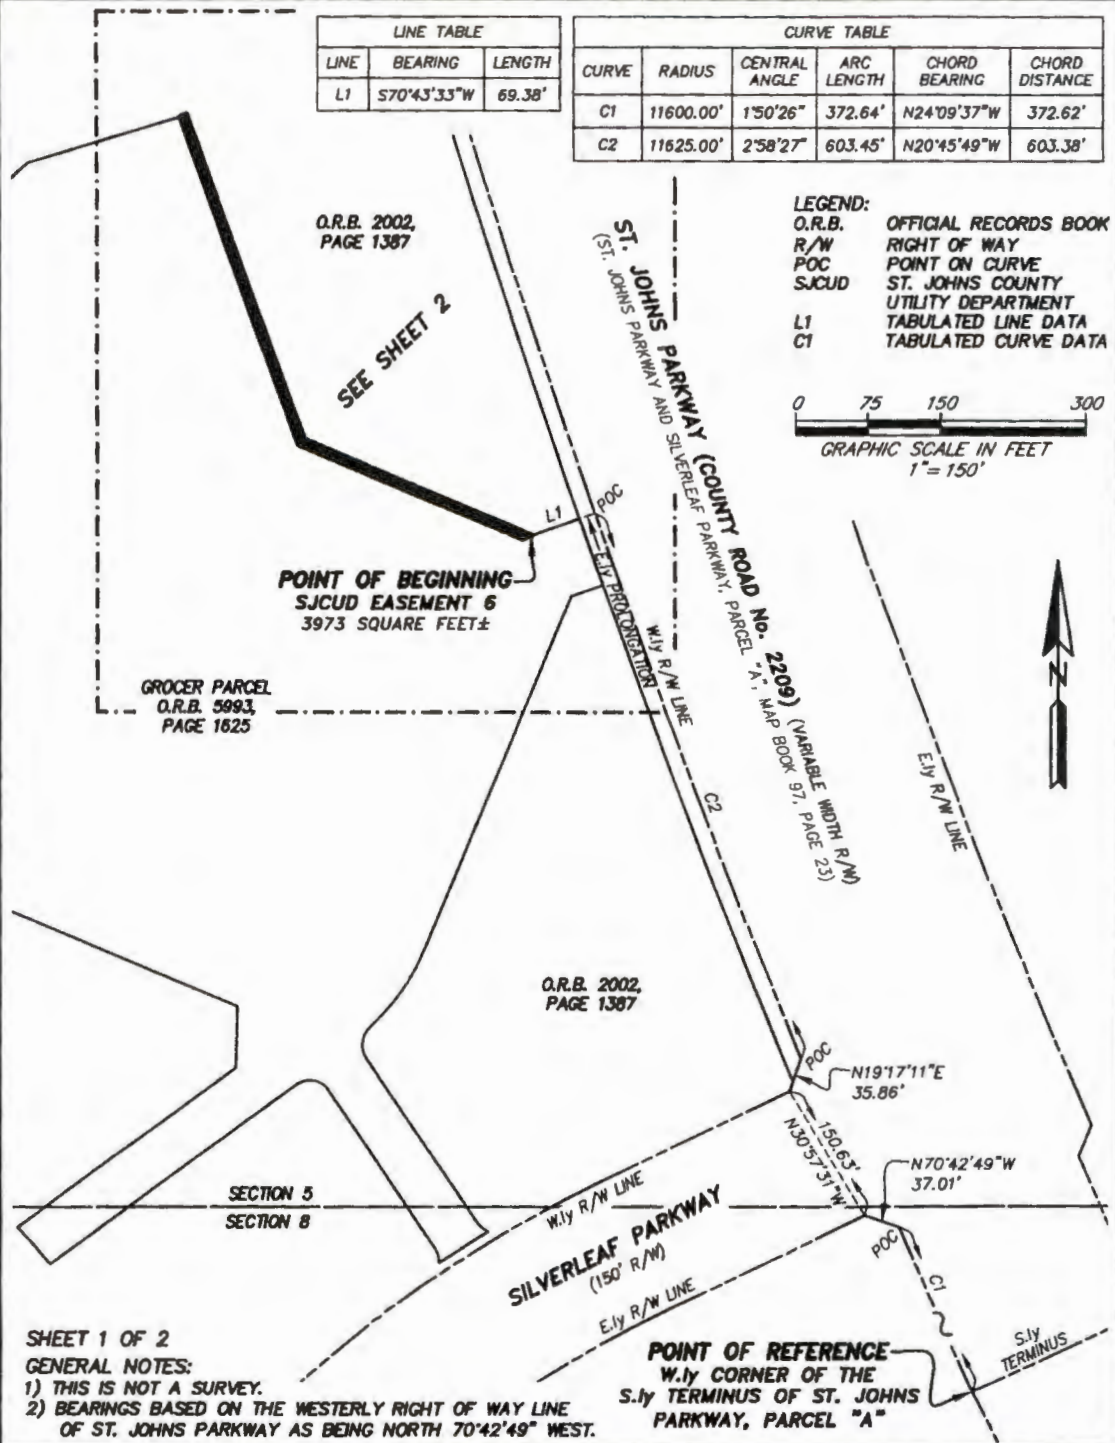 LINE TABLE
LINE BEARING LENGTH
L1 S70°43'33"W 69.38'
CURVE TABLE
CURVE RADIUS CENTRAL ANGLE ARC LENGTH CHORD BEARING CHORD DISTANCE
C1 11600.00' 1°50'26" 372.64' N24°09'37"W 372.62'
C2 11625.00' 2°58'27" 603.45' N20°45'49"W 603.38'
LEGEND:
O.R.B. OFFICIAL RECORDS BOOK
R/W RIGHT OF WAY
POC POINT ON CURVE
SJCUD ST. JOHNS COUNTY
UTILITY DEPARTMENT
L1 TABULATED LINE DATA
C1 TABULATED CURVE DATA
0 75 150 300
GRAPHIC SCALE IN FEET
1"= 150'
O.R.B. 2002,
PAGE 1387
SEE SHEET 2
ST. JOHNS PARKWAY (COUNTY ROAD No. 2209) (VARIABLE WIDTH R/W)
(ST. JOHNS PARKWAY AND SILVERLEAF PARKWAY, PARCEL "A", MAP BOOK 97, PAGE 23)
L1
POC
E.ly PROLONGATION
W.ly R/W LINE
POINT OF BEGINNING
SJCUD EASEMENT 6
3973 SQUARE FEET±
GROCER PARCEL
O.R.B. 5993,
PAGE 1625
N
E.ly R/W LINE
C2
O.R.B. 2002,
PAGE 1387
POC
N19°17'11"E
35.86'
150.63'
N30°57'31"W
N70°42'49"W
37.01'
SECTION 5
SECTION 8
W.ly R/W LINE
SILVERLEAF PARKWAY
(150' R/W)
E.ly R/W LINE
POC
C1
S.ly
TERMINUS
POINT OF REFERENCE
W.ly CORNER OF THE
S.ly TERMINUS OF ST. JOHNS
PARKWAY, PARCEL "A"
SHEET 1 OF 2
GENERAL NOTES:
1) THIS IS NOT A SURVEY.
2) BEARINGS BASED ON THE WESTERLY RIGHT OF WAY LINE
OF ST. JOHNS PARKWAY AS BEING NORTH 70°42'49" WEST.